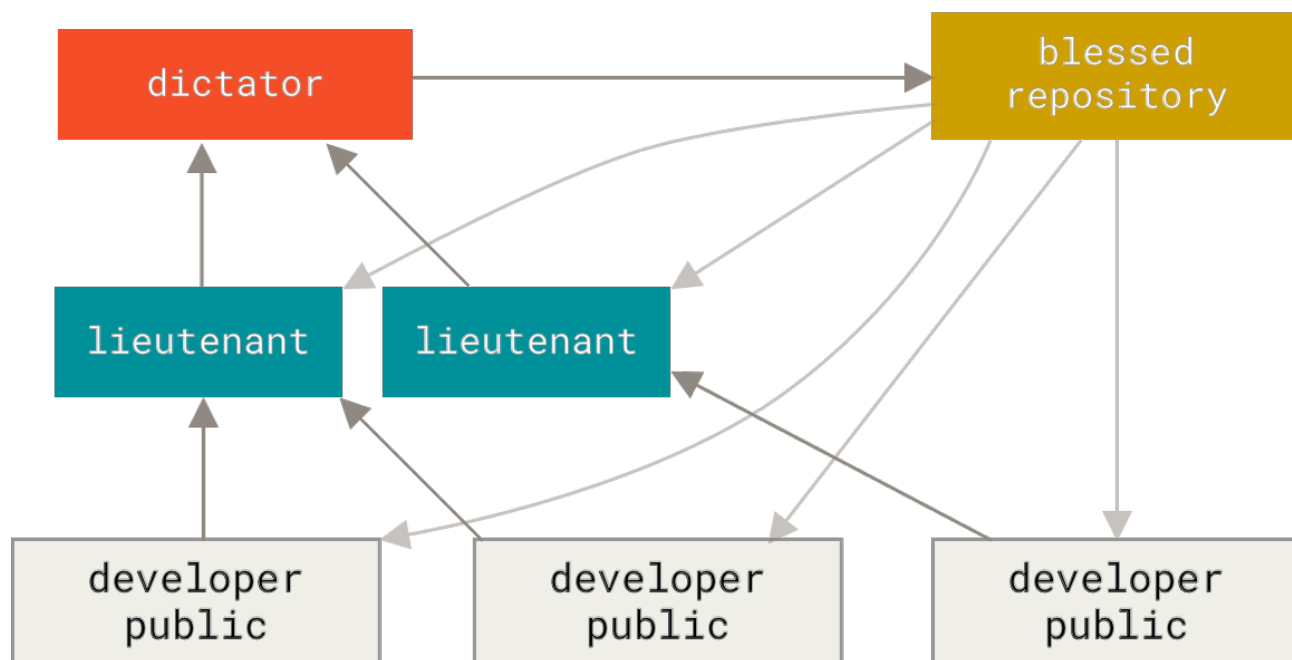 dictator
blessed
repository
lieutenant
lieutenant
developer
public
developer
public
developer
public